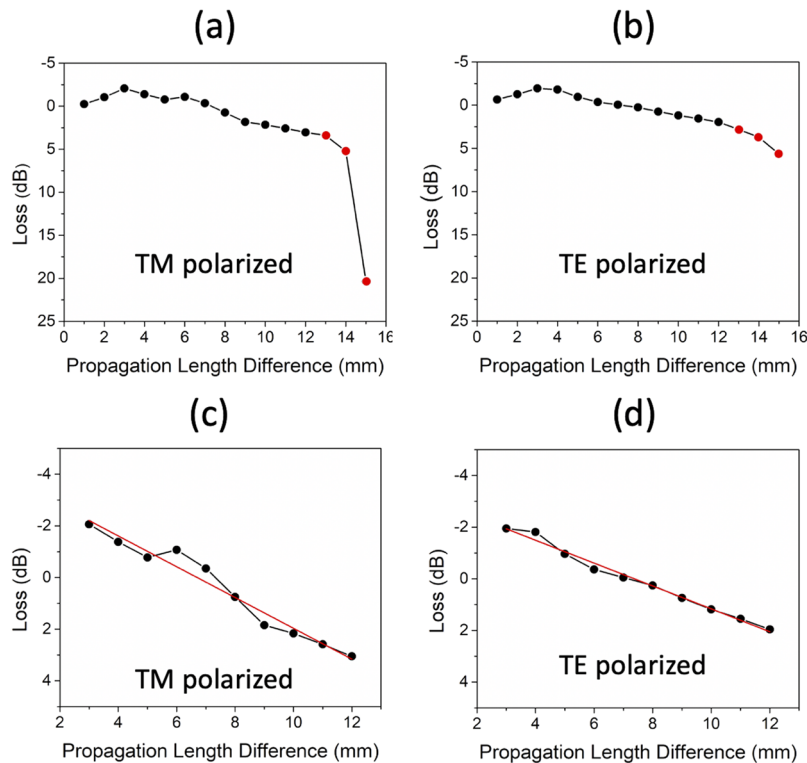 (a)
-5
0
5
10
15
20
25
Loss (dB)
TM polarized
0 2 4 6 8 10 12 14 16
Propagation Length Difference (mm)
(b)
-5
0
5
10
15
20
25
Loss (dB)
TE polarized
0 2 4 6 8 10 12 14 16
Propagation Length Difference (mm)
(c)
-4
-2
0
2
4
Loss (dB)
TM polarized
2 4 6 8 10 12
Propagation Length Difference (mm)
(d)
-4
-2
0
2
4
Loss (dB)
TE polarized
2 4 6 8 10 12
Propagation Length Difference (mm)